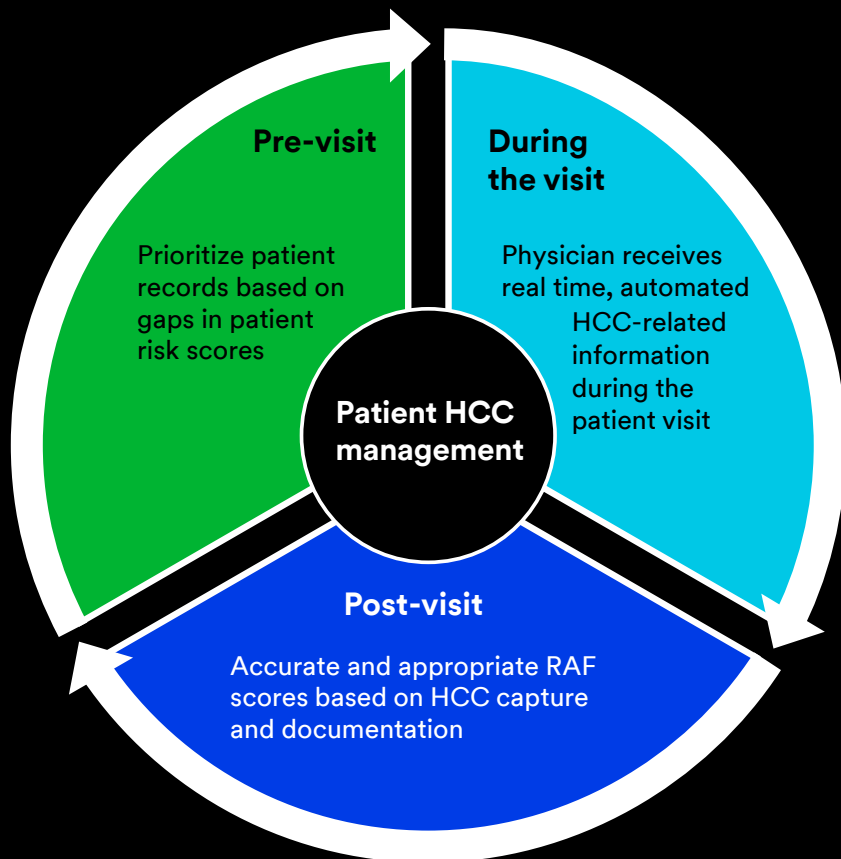 Pre-visit
Prioritize patient
records based on
gaps in patient
risk scores
During
the visit
Physician receives
real time, automated
HCC-related
information
during the
patient visit
Patient HCC
management
Post-visit
Accurate and appropriate RAF
scores based on HCC capture
and documentation